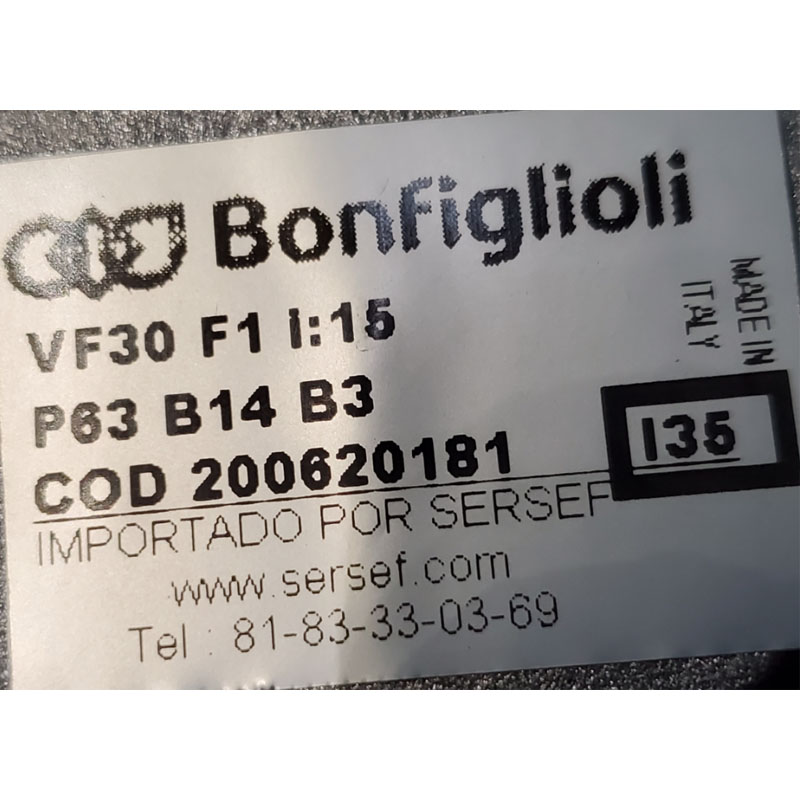 Bonfiglioli
VF30 F1 I:15
P63 B14 B3
COD 200620181
MADE IN
ITALY
I35
IMPORTADO POR SERSEF
www.sersef.com
Tel : 81-83-33-03-69